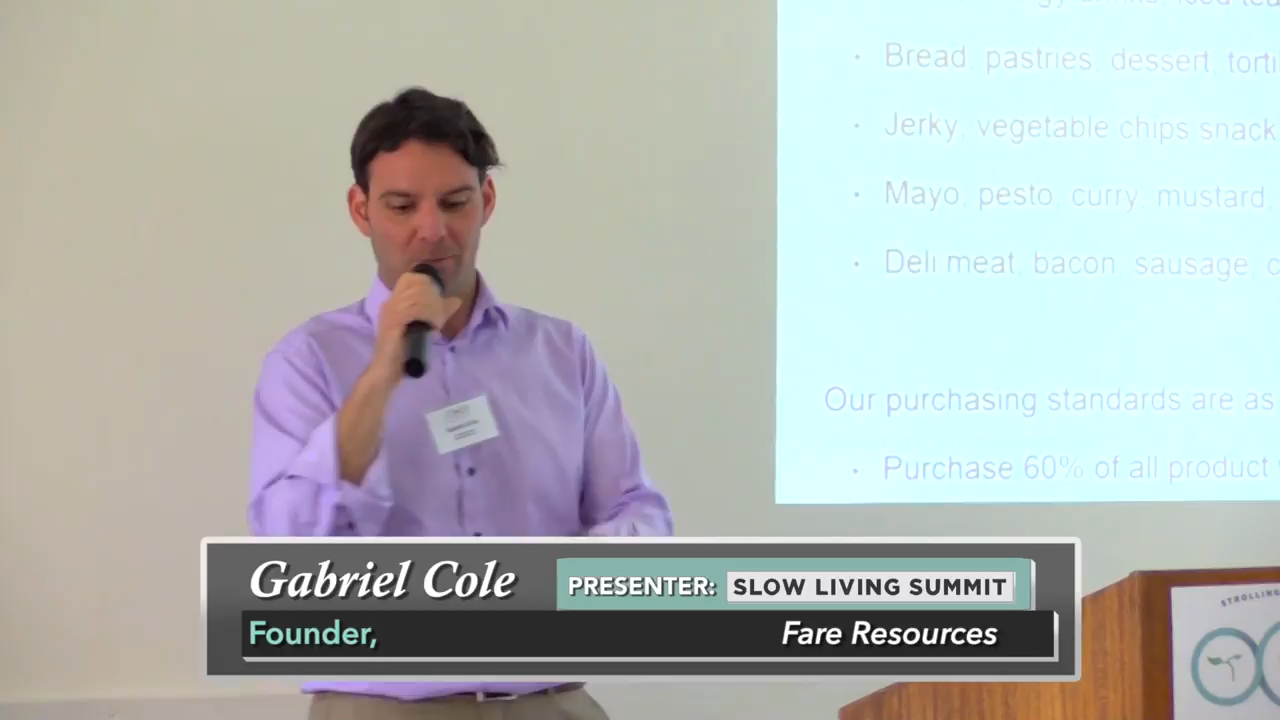 Bread, pastries, dessert, torti
Jerky, vegetable chips snack
Mayo, pesto, curry, mustard,
Deli meat, bacon, sausage, c
Our purchasing standards are as
Purchase 60% of all product
Gabriel Cole
PRESENTER: SLOW LIVING SUMMIT
Founder, Fare Resources
STROLLING